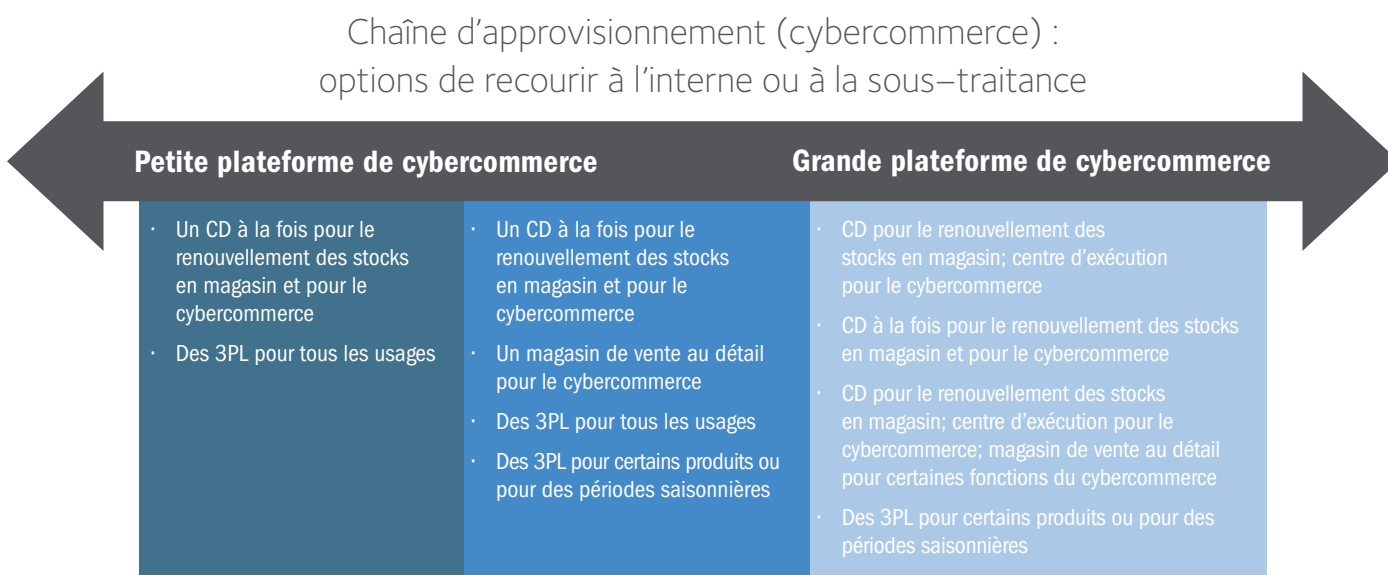 Chaîne d’approvisionnement (cybercommerce) :
options de recourir à l’interne ou à la sous–traitance
Petite plateforme de cybercommerce
Grande plateforme de cybercommerce
· Un CD à la fois pour le
renouvellement des stocks
en magasin et pour le
cybercommerce
· Des 3PL pour tous les usages
· Un CD à la fois pour le
renouvellement des stocks
en magasin et pour le
cybercommerce
· Un magasin de vente au détail
pour le cybercommerce
· Des 3PL pour tous les usages
· Des 3PL pour certains produits ou
pour des périodes saisonnières
· CD pour le renouvellement des
stocks en magasin; centre d’exécution
pour le cybercommerce
· CD à la fois pour le renouvellement des stocks
en magasin et pour le cybercommerce
· CD pour le renouvellement des stocks
en magasin; centre d’exécution pour le
cybercommerce; magasin de vente au détail
pour certaines fonctions du cybercommerce
· Des 3PL pour certains produits ou pour des
périodes saisonnières